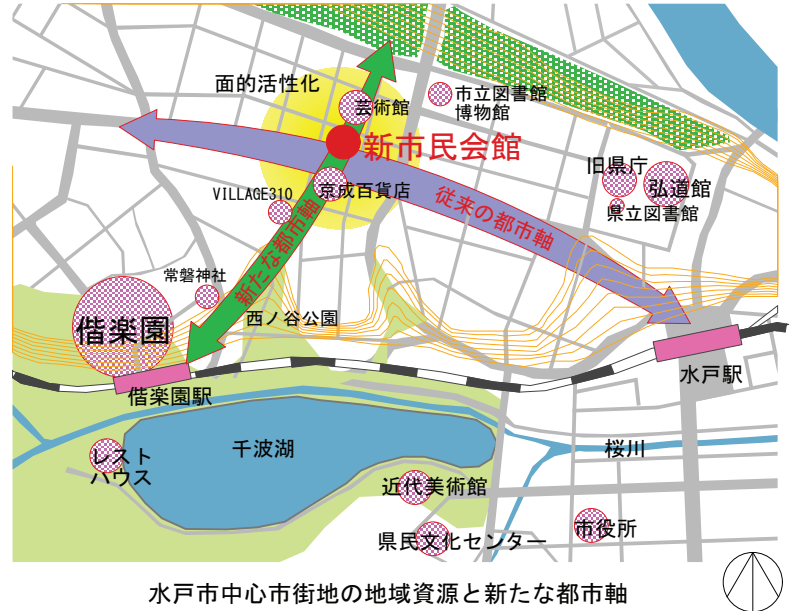 面的活性化
芸術館
市立図書館
博物館
新市民会館
旧県庁
弘道館
県立図書館
京成百貨店
VILLAGE310
従来の都市軸
新たな都市軸
常磐神社
西ノ谷公園
偕楽園
偕楽園駅
水戸駅
千波湖
桜川
レスト
ハウス
近代美術館
県民文化センター
市役所
水戸市中心市街地の地域資源と新たな都市軸